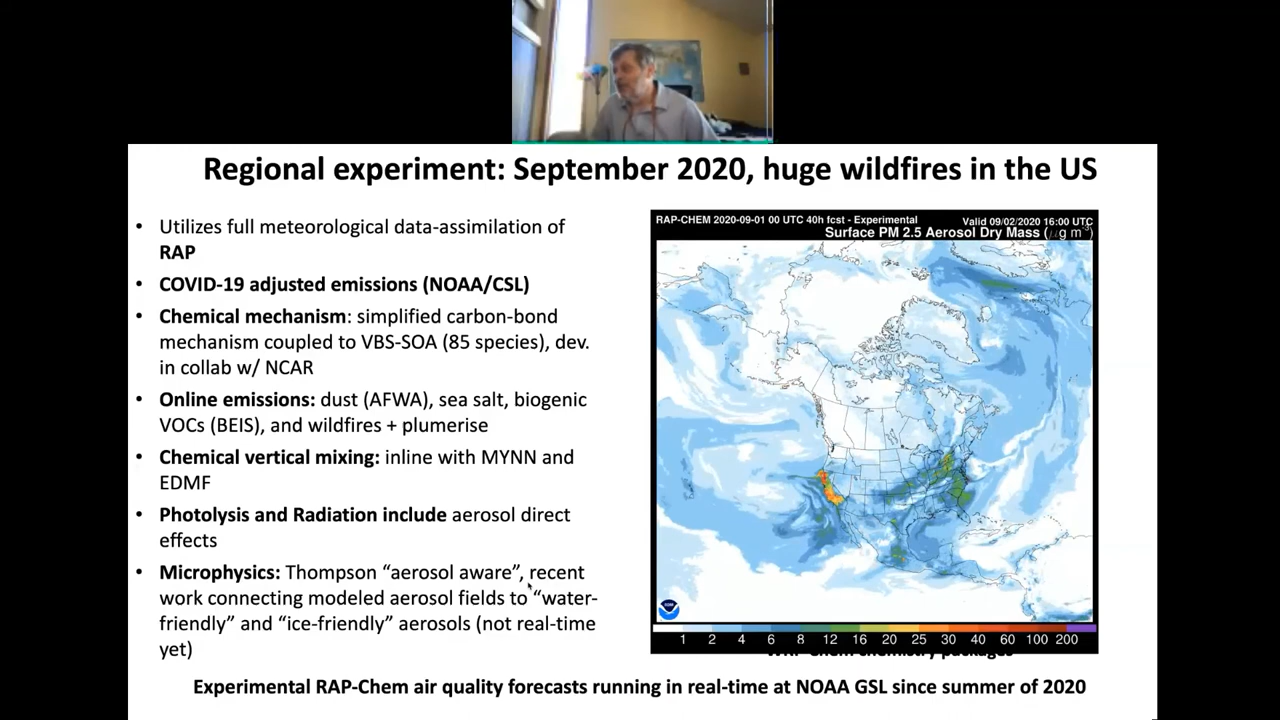 Regional experiment: September 2020, huge wildfires in the US
• Utilizes full meteorological data-assimilation of
RAP
• COVID-19 adjusted emissions (NOAA/CSL)
• Chemical mechanism: simplified carbon-bond
mechanism coupled to VBS-SOA (85 species), dev.
in collab w/ NCAR
• Online emissions: dust (AFWA), sea salt, biogenic
VOCs (BEIS), and wildfires + plumerise
• Chemical vertical mixing: inline with MYNN and
EDMF
• Photolysis and Radiation include aerosol direct
effects
• Microphysics: Thompson “aerosol aware”, recent
work connecting modeled aerosol fields to “water-
friendly” and “ice-friendly” aerosols (not real-time
yet)
RAP-CHEM 2020-09-01 00 UTC 40h fcst - Experimental
Valid 09/02/2020 16:00 UTC
Surface PM 2.5 Aerosol Dry Mass (μg m⁻³)
1 2 4 6 8 12 16 20 25 30 40 60 100 200
Experimental RAP-Chem air quality forecasts running in real-time at NOAA GSL since summer of 2020